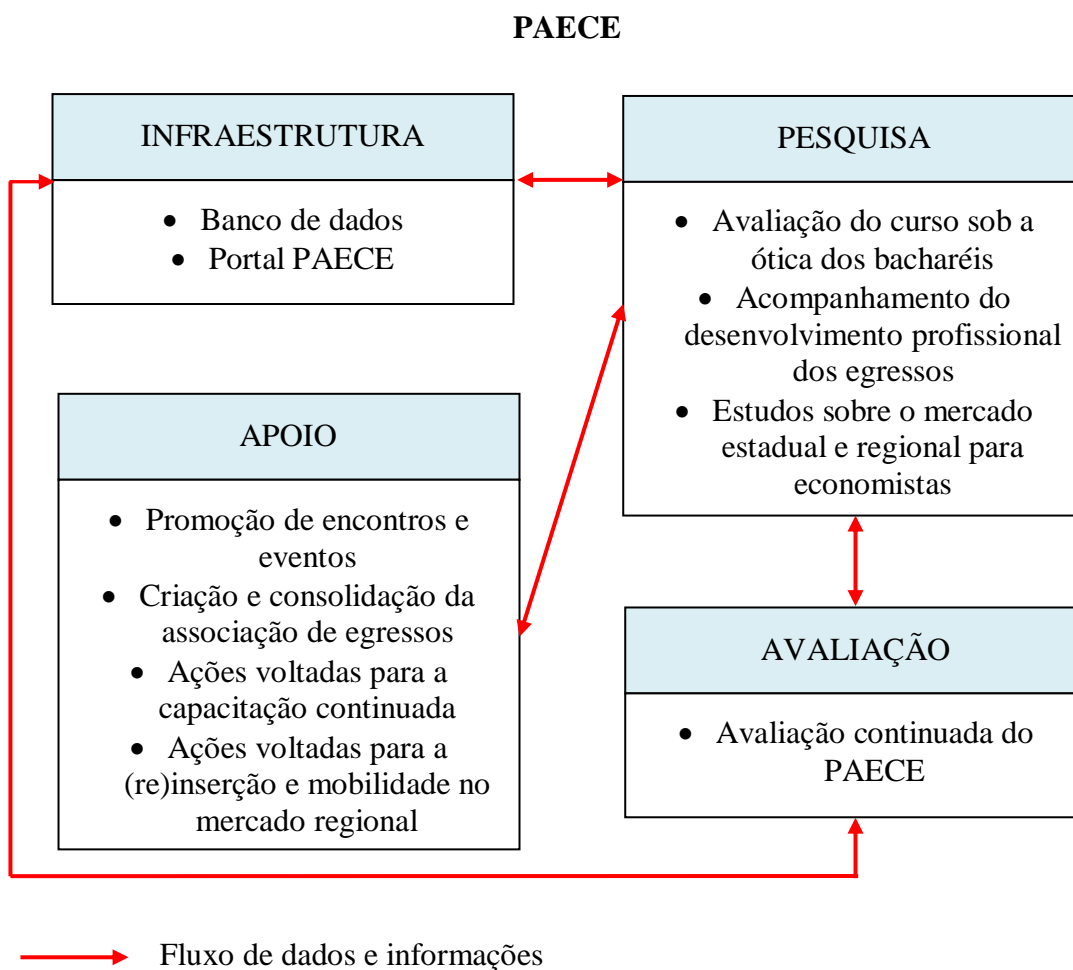 PAECE
INFRAESTRUTURA
• Banco de dados
• Portal PAECE
PESQUISA
• Avaliação do curso sob a
ótica dos bacharéis
• Acompanhamento do
desenvolvimento profissional
dos egressos
• Estudos sobre o mercado
estadual e regional para
economistas
APOIO
• Promoção de encontros e
eventos
• Criação e consolidação da
associação de egressos
• Ações voltadas para a
capacitação continuada
• Ações voltadas para a
(re)inserção e mobilidade no
mercado regional
AVALIAÇÃO
• Avaliação continuada do
PAECE
Fluxo de dados e informações